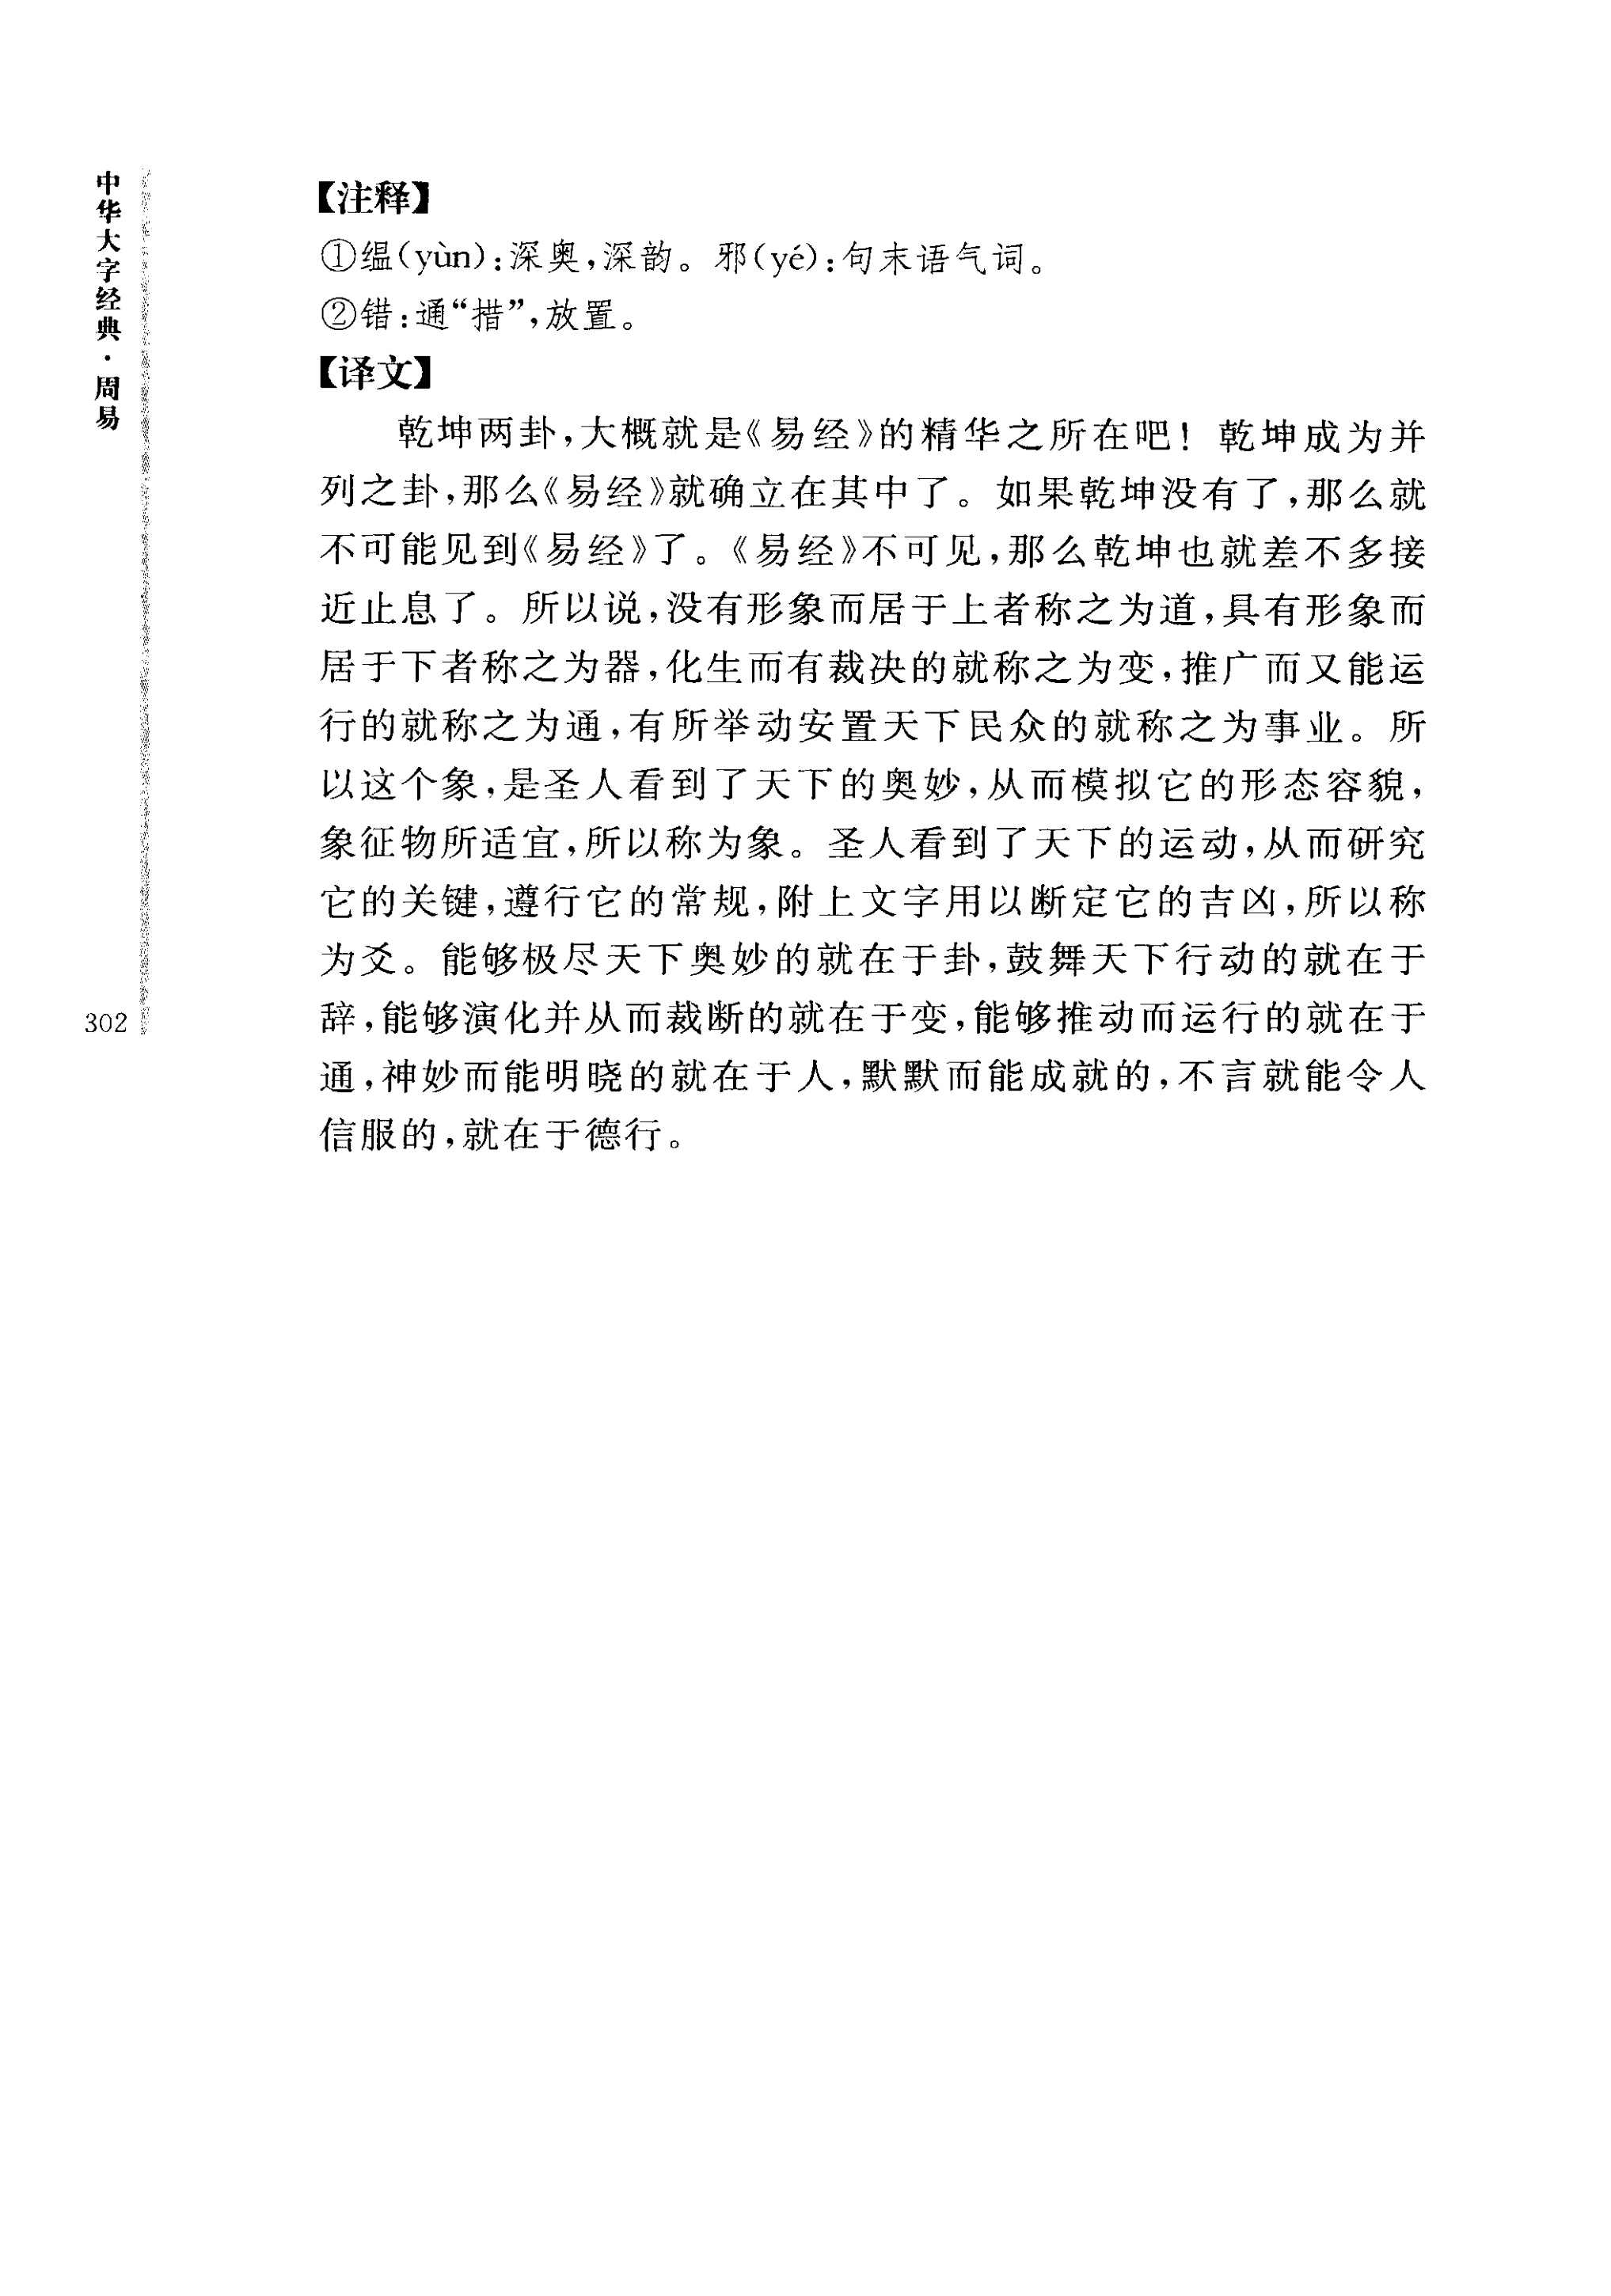 中华大字经典·周易
302
【注释】
①缊(yùn):深奥,深韵。邪(yé):句末语气词。
②错:通“措”,放置。
【译文】
乾坤两卦,大概就是《易经》的精华之所在吧!乾坤成为并
列之卦,那么《易经》就确立在其中了。如果乾坤没有了,那么就
不可能见到《易经》了。《易经》不可见,那么乾坤也就差不多接
近止息了。所以说,没有形象而居于上者称之为道,具有形象而
居于下者称之为器,化生而有裁决的就称之为变,推广而又能运
行的就称之为通,有所举动安置天下民众的就称之为事业。所
以这个象,是圣人看到了天下的奥妙,从而模拟它的形态容貌,
象征物所适宜,所以称为象。圣人看到了天下的运动,从而研究
它的关键,遵行它的常规,附上文字用以断定它的吉凶,所以称
为爻。能够极尽天下奥妙的就在于卦,鼓舞天下行动的就在于
辞,能够演化并从而裁断的就在于变,能够推动而运行的就在于
通,神妙而能明晓的就在于人,默默而能成就的,不言就能令人
信服的,就在于德行。